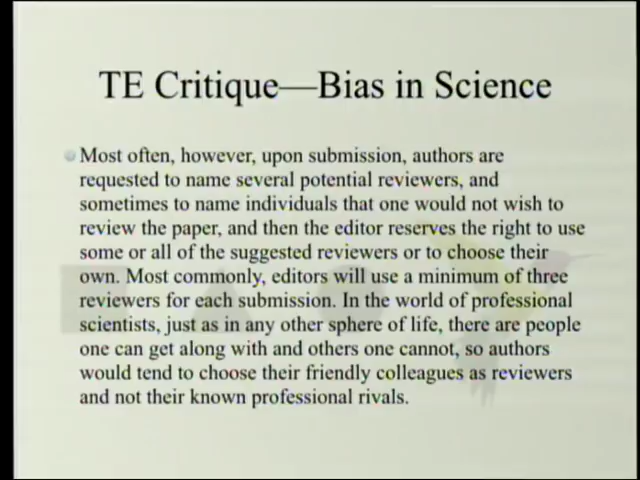 TE Critique—Bias in Science
Most often, however, upon submission, authors are
requested to name several potential reviewers, and
sometimes to name individuals that one would not wish to
review the paper, and then the editor reserves the right to use
some or all of the suggested reviewers or to choose their
own. Most commonly, editors will use a minimum of three
reviewers for each submission. In the world of professional
scientists, just as in any other sphere of life, there are people
one can get along with and others one cannot, so authors
would tend to choose their friendly colleagues as reviewers
and not their known professional rivals.